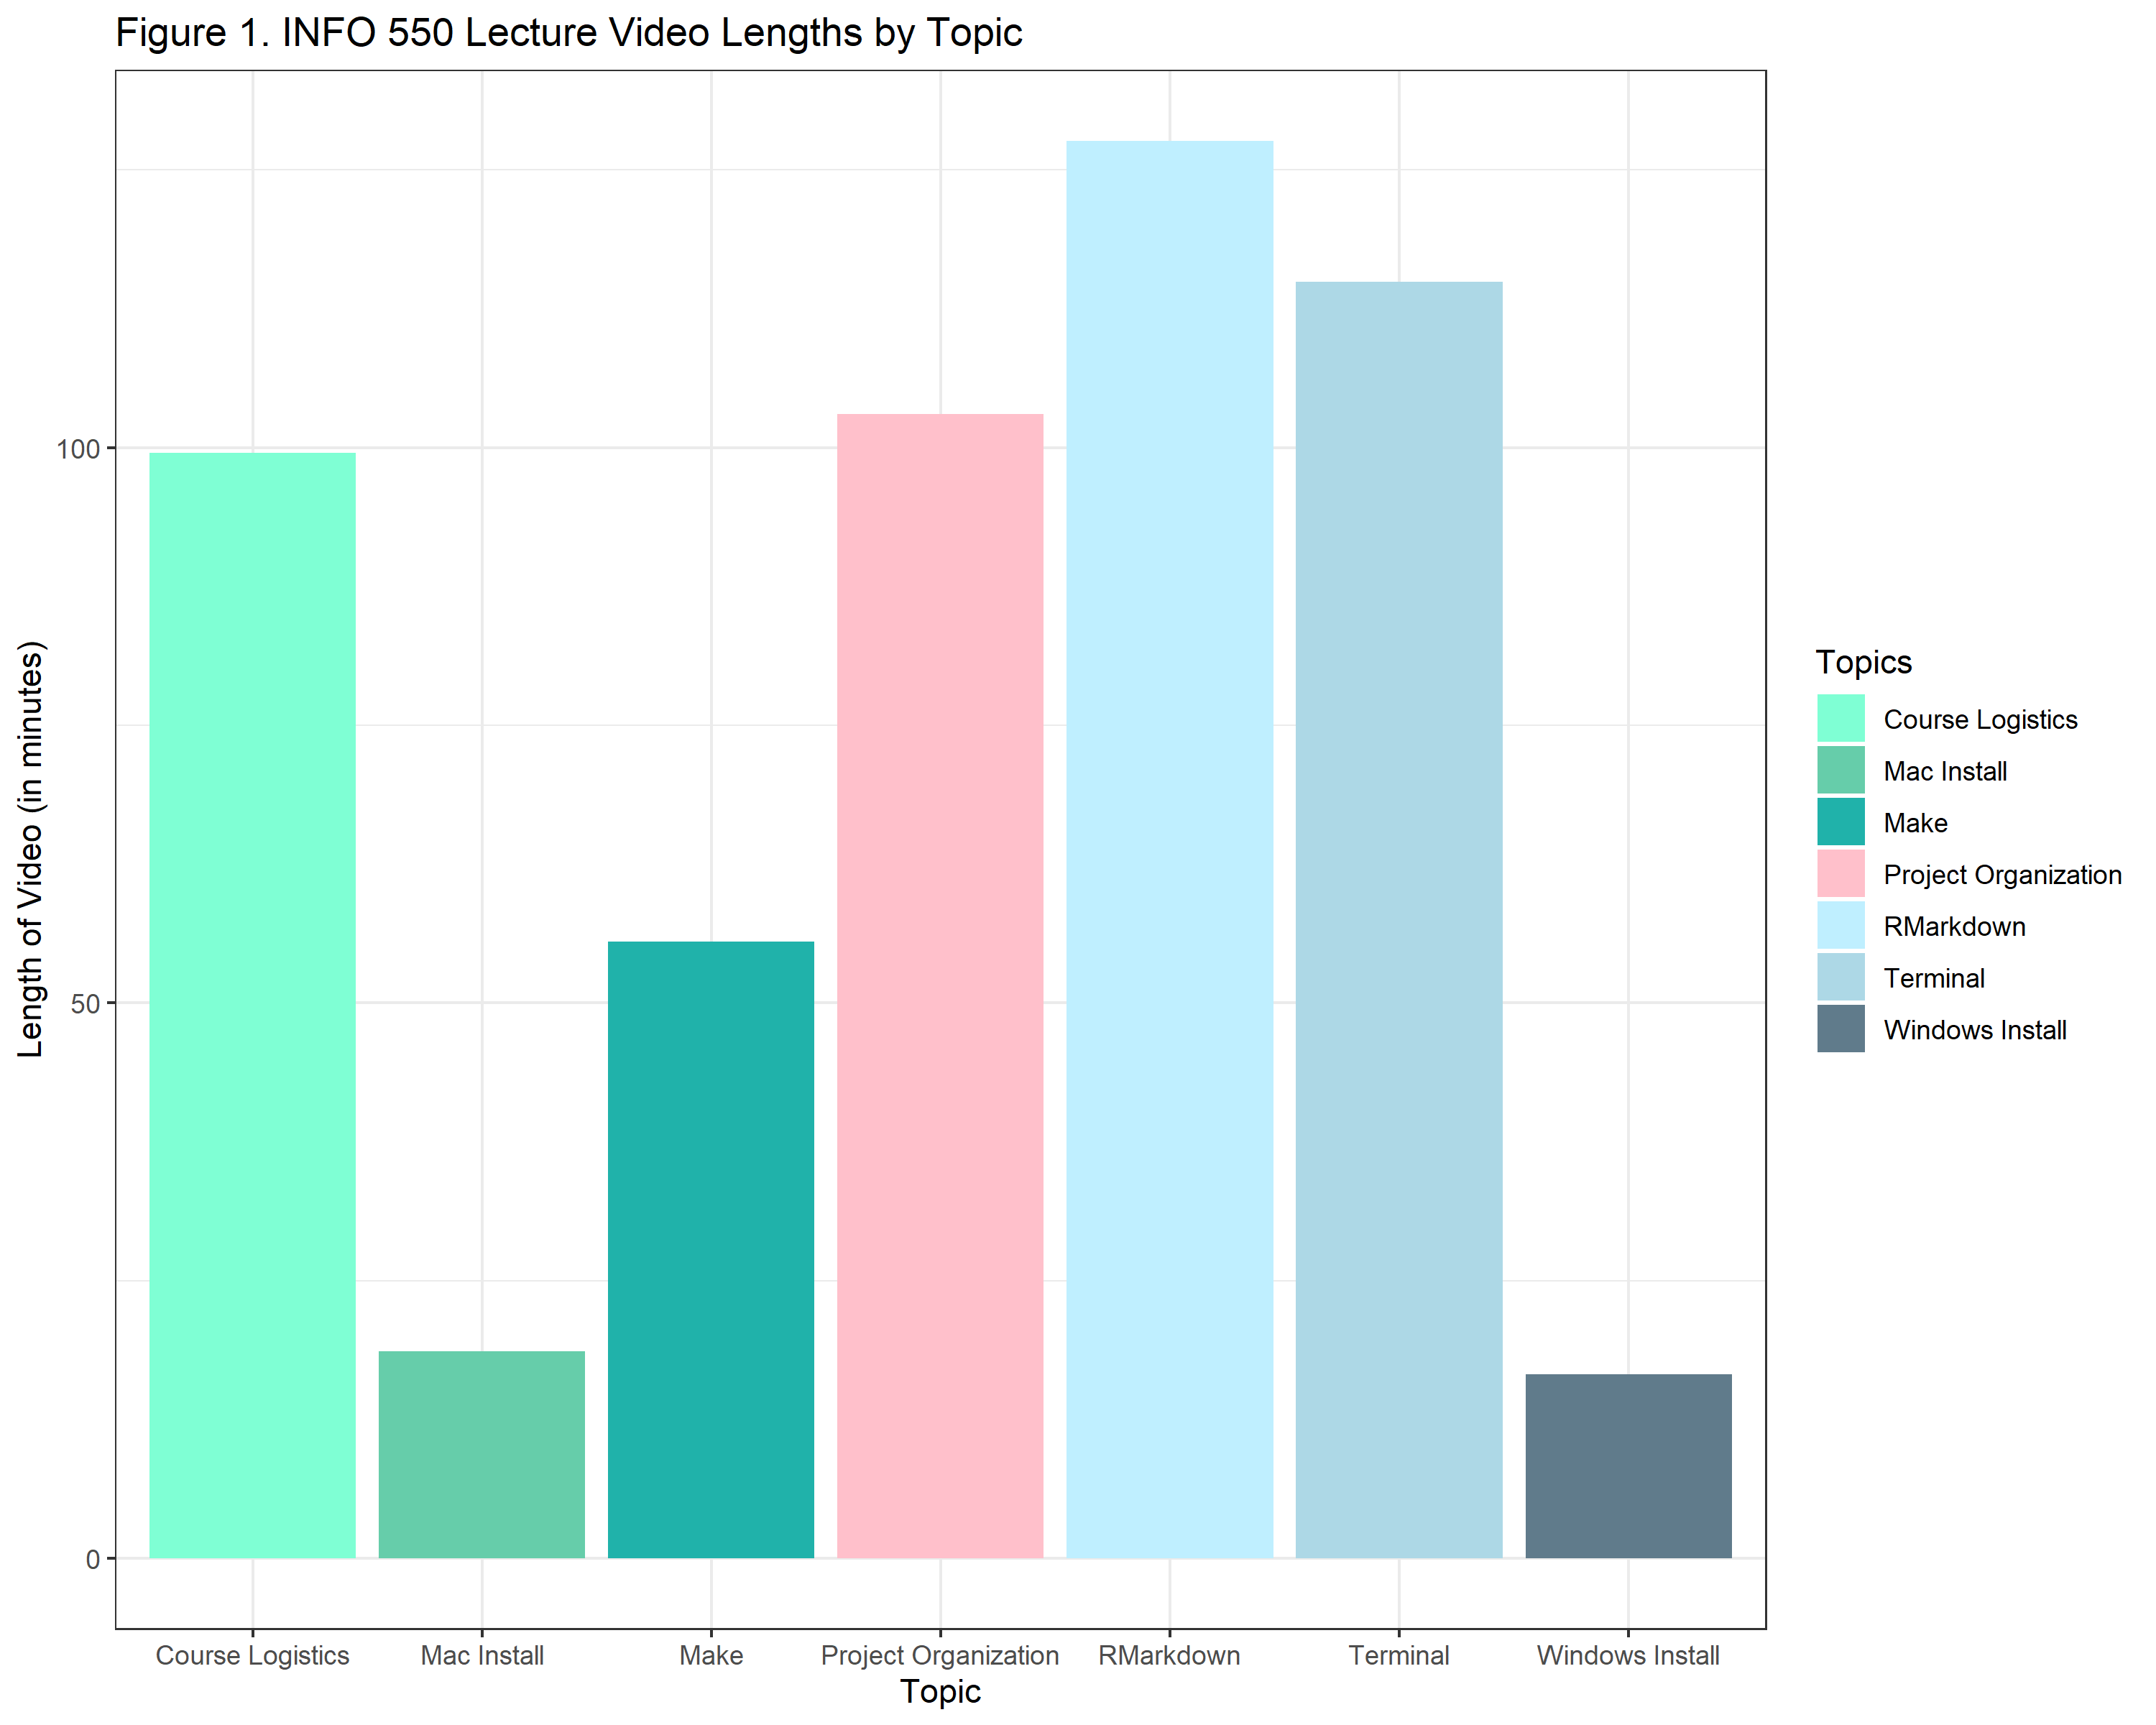 Figure 1. INFO 550 Lecture Video Lengths by Topic
Length of Video (in minutes)
100
50
0
Course Logistics
Mac Install
Make
Project Organization
RMarkdown
Terminal
Windows Install
Topic
Topics
Course Logistics
Mac Install
Make
Project Organization
RMarkdown
Terminal
Windows Install